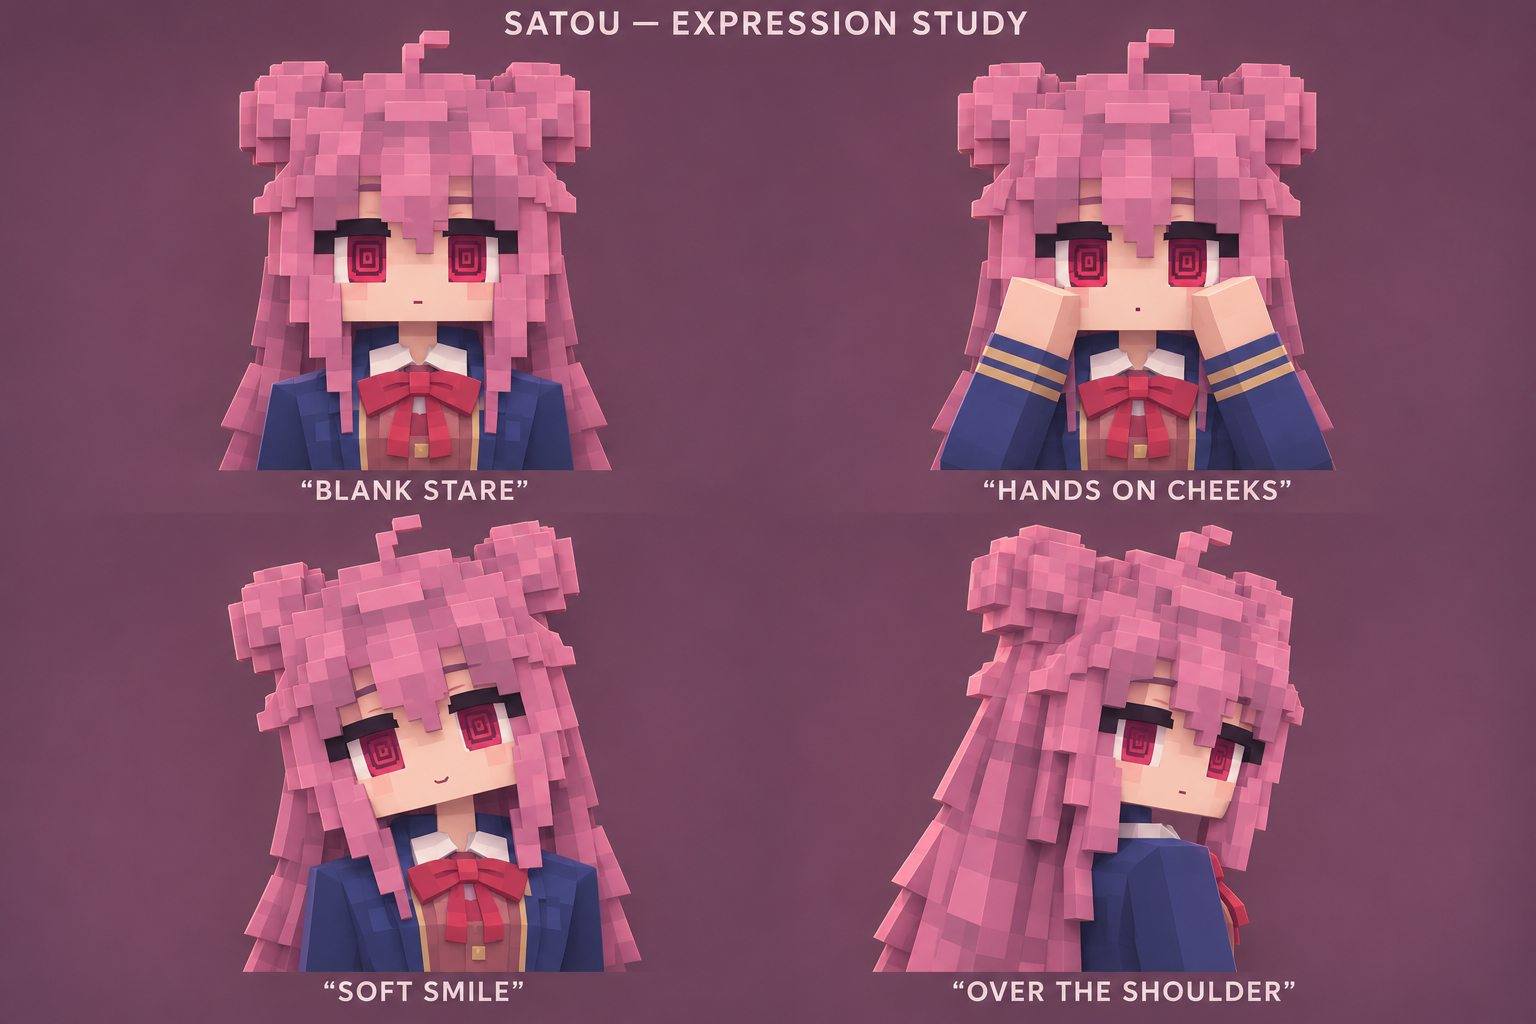 SATOU — EXPRESSION STUDY
“BLANK STARE”
“HANDS ON CHEEKS”
“SOFT SMILE”
“OVER THE SHOULDER”